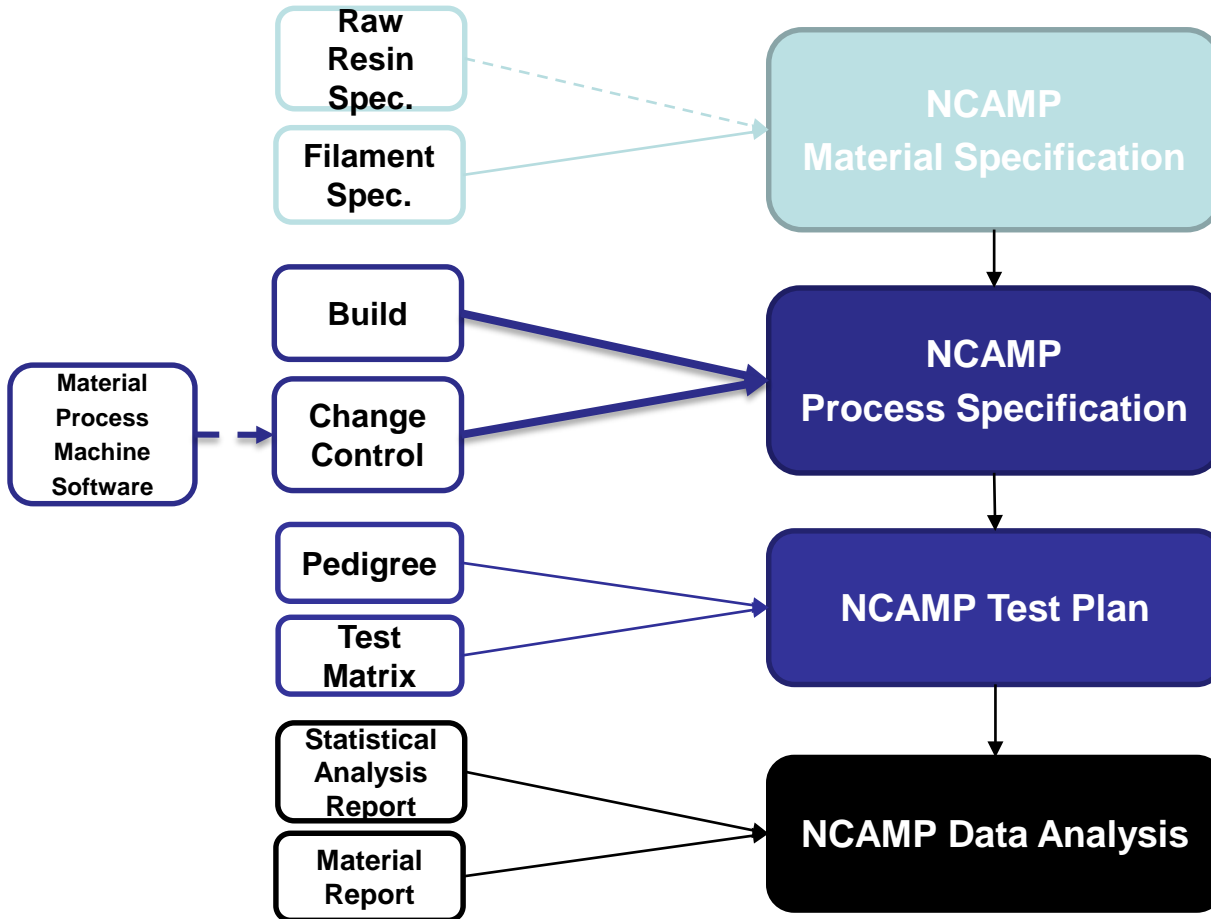 Raw
Resin
Spec.
NCAMP
Material Specification
Filament
Spec.
Build
NCAMP
Process Specification
Material
Process
Machine
Software
Change
Control
Pedigree
NCAMP Test Plan
Test
Matrix
Statistical
Analysis
Report
NCAMP Data Analysis
Material
Report